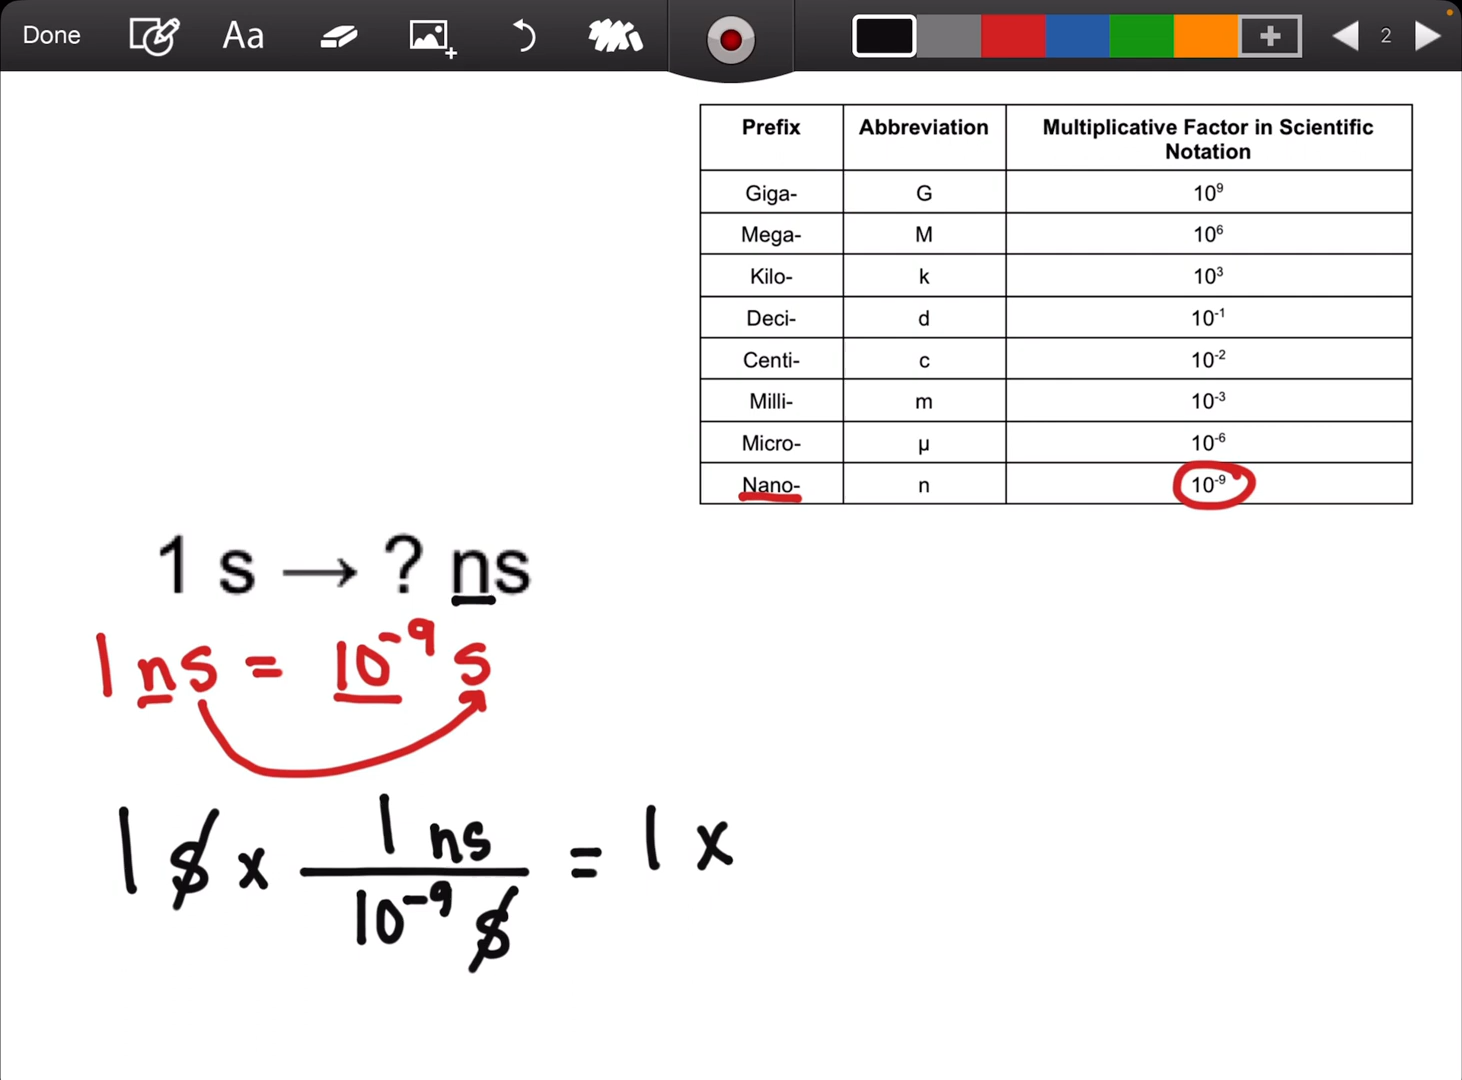 Done Aa 2
Prefix Abbreviation Multiplicative Factor in Scientific Notation
Giga- G 10⁹
Mega- M 10⁶
Kilo- k 10³
Deci- d 10⁻¹
Centi- c 10⁻²
Milli- m 10⁻³
Micro- μ 10⁻⁶
Nano- n 10⁻⁹
1 s → ? ns
1 ns = 10⁻⁹ s
1 s x 1 ns / 10⁻⁹ s = 1 x